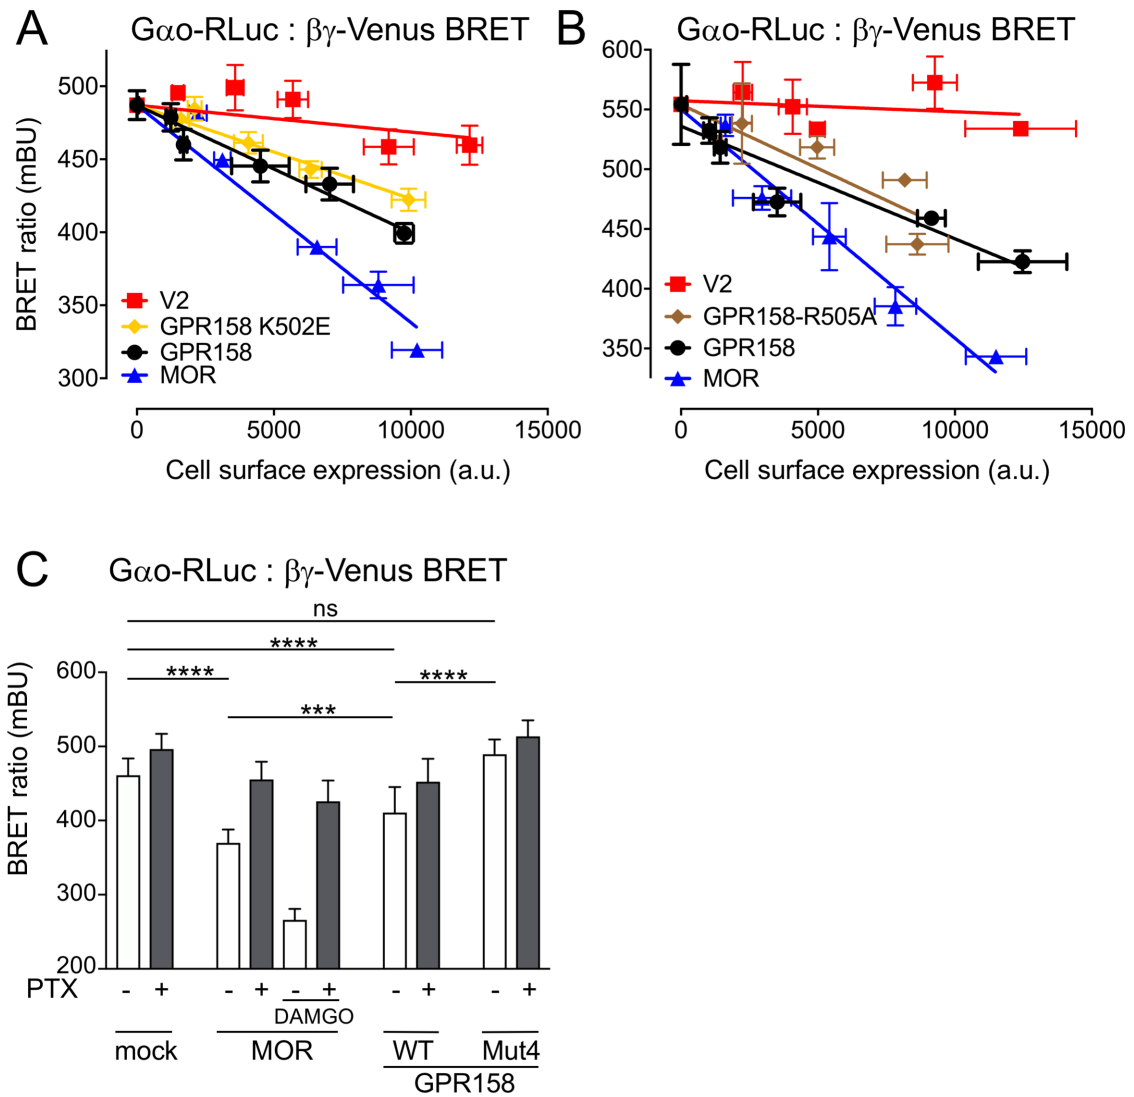 A
Gαo-RLuc : βγ-Venus BRET
BRET ratio (mBU)
500
450
400
350
300
V2
GPR158 K502E
GPR158
MOR
0 5000 10000 15000
Cell surface expression (a.u.)
B
Gαo-RLuc : βγ-Venus BRET
600
550
500
450
400
350
V2
GPR158-R505A
GPR158
MOR
0 5000 10000 15000
Cell surface expression (a.u.)
C
Gαo-RLuc : βγ-Venus BRET
ns
****
**** ****
***
BRET ratio (mBU)
600
500
400
300
200
PTX - + - + - + - + - +
DAMGO
mock MOR WT Mut4
GPR158